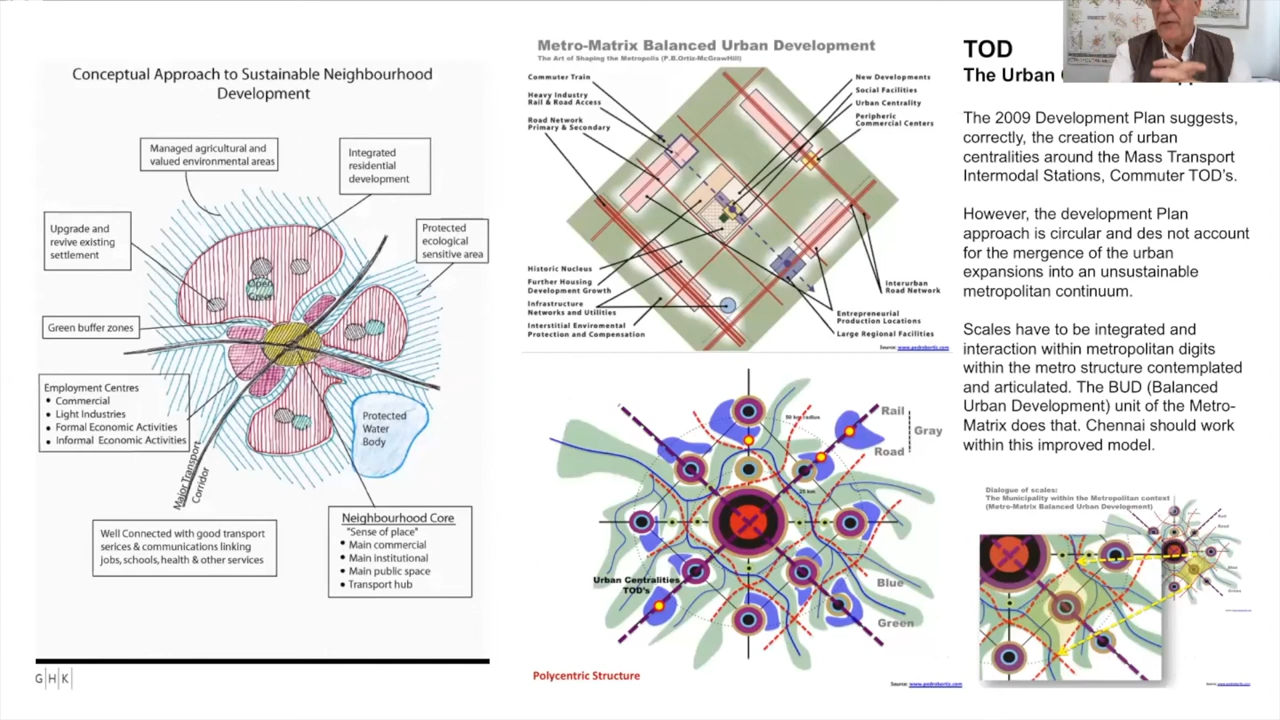 Conceptual Approach to Sustainable Neighbourhood
Development
Managed agricultural and
valued environmental areas
Integrated
residential
development
Upgrade and
revive existing
settlement
Protected
ecological
sensitive area
Open
Green
Green buffer zones
Employment Centres
• Commercial
• Light Industries
• Formal Economic Activities
• Informal Economic Activities
Protected
Water
Body
Major Transport
Corridor
Well Connected with good transport
serices & communications linking
jobs, schools, health & other services
Neighbourhood Core
"Sense of place"
• Main commercial
• Main institutional
• Main public space
• Transport hub
G|H|K
Metro-Matrix Balanced Urban Development
The Art of Shaping the Metropolis (P.B.Ortiz-McGrawHill)
Commuter Train
Heavy Industry
Rail & Road Access
Road Network
Primary & Secondary
New Developments
Social Facilities
Urban Centrality
Peripheric
Commercial Centers
Historic Nucleus
Further Housing
Development Growth
Infrastructure
Networks and Utilities
Interstitial Enviromental
Protection and Compensation
Interurban
Road Network
Entrepreneurial
Production Locations
Large Regional Facilities
Source: www.pedrobortiz.com
50 km radius
25 km
Rail
Gray
Road
Urban Centralities
TOD's
Blue
Green
Polycentric Structure
Source: www.pedrobortiz.com
TOD
The Urban
The 2009 Development Plan suggests,
correctly, the creation of urban
centralities around the Mass Transport
Intermodal Stations, Commuter TOD's.
However, the development Plan
approach is circular and des not account
for the mergence of the urban
expansions into an unsustainable
metropolitan continuum.
Scales have to be integrated and
interaction within metropolitan digits
within the metro structure contemplated
and articulated. The BUD (Balanced
Urban Development) unit of the Metro-
Matrix does that. Chennai should work
within this improved model.
Dialogue of scales:
The Municipality within the Metropolitan context
(Metro-Matrix Balanced Urban Development)